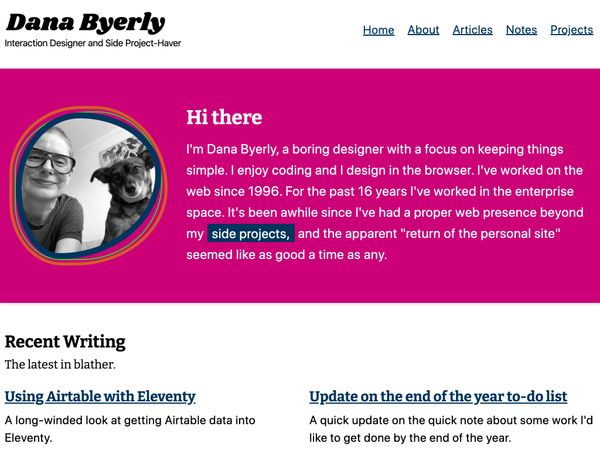 Dana Byerly
Interaction Designer and Side Project-Haver
Home About Articles Notes Projects
Hi there
I'm Dana Byerly, a boring designer with a focus on keeping things
simple. I enjoy coding and I design in the browser. I've worked on the
web since 1996. For the past 16 years I've worked in the enterprise
space. It's been awhile since I've had a proper web presence beyond
my side projects, and the apparent "return of the personal site"
seemed like as good a time as any.
Recent Writing
The latest in blather.
Using Airtable with Eleventy
A long-winded look at getting Airtable data into
Eleventy.
Update on the end of the year to-do list
A quick update on the quick note about some work I'd
like to get done by the end of the year.